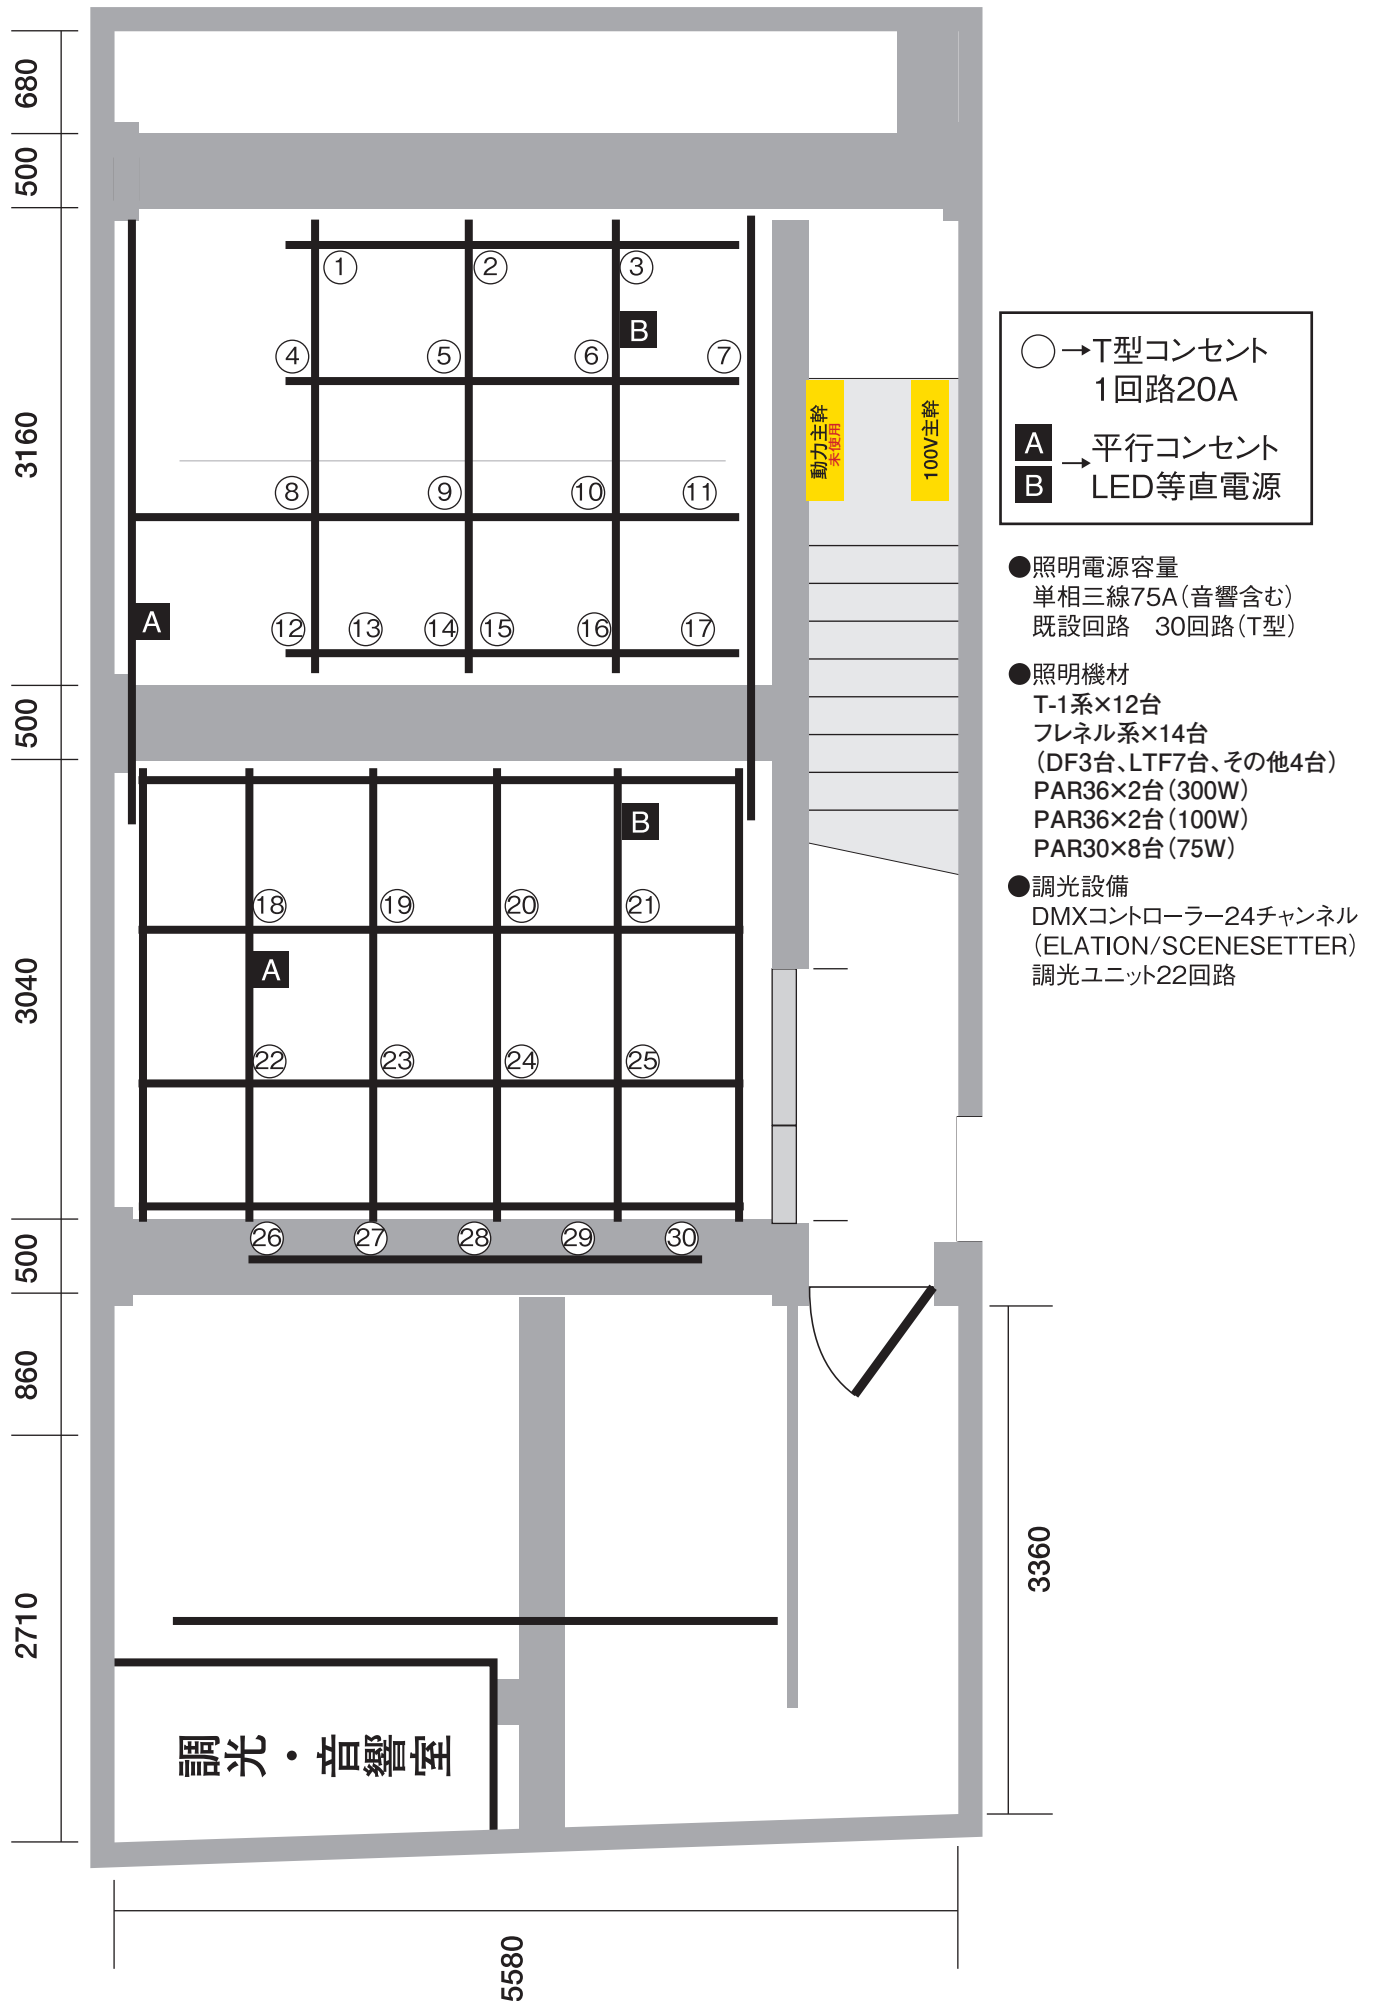 680
500
3160
500
3040
500
860
2710
①
②
③
B
④
⑤
⑥
⑦
⑧
⑨
⑩
⑪
A
⑫
⑬
⑭
⑮
⑯
⑰
B
⑱
⑲
⑳
㉑
A
㉒
㉓
㉔
㉕
㉖
㉗
㉘
㉙
㉚
動力主幹
未使用
100V主幹
○→T型コンセント
1回路20A
A
B
→平行コンセント
LED等直電源
●照明電源容量
単相三線75A(音響含む)
既設回路 30回路(T型)
●照明機材
T-1系×12台
フレネル系×14台
(DF3台、LTF7台、その他4台)
PAR36×2台(300W)
PAR36×2台(100W)
PAR30×8台(75W)
●調光設備
DMXコントローラー24チャンネル
(ELATION/SCENESETTER)
調光ユニット22回路
3360
調光・音響室
5580